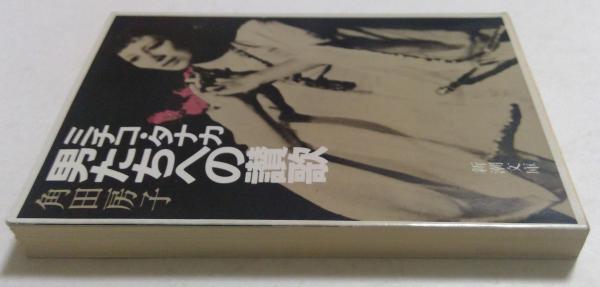 ミチコ・タナカ
男たちへの讃歌
角田房子
新潮文庫